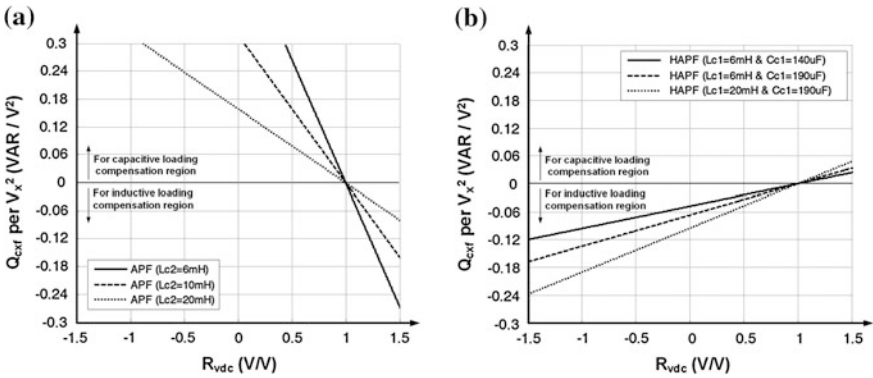 (a)
Q_cxf per V_x² (VAR / V²)
0.3
0.24
0.18
0.12
0.06
0
-0.06
-0.12
-0.18
-0.24
-0.3
For capacitive loading
compensation region
For inductive loading
compensation region
APF (Lc2=6mH)
APF (Lc2=10mH)
APF (Lc2=20mH)
-1.5
-1
-0.5
0
0.5
1
1.5
R_vdc (V/V)
(b)
Q_cxf per V_x² (VAR / V²)
0.3
0.24
0.18
0.12
0.06
0
-0.06
-0.12
-0.18
-0.24
-0.3
HAPF (Lc1=6mH & Cc1=140uF)
HAPF (Lc1=6mH & Cc1=190uF)
HAPF (Lc1=20mH & Cc1=190uF)
For capacitive loading
compensation region
For inductive loading
compensation region
-1.5
-1
-0.5
0
0.5
1
1.5
R_vdc (V/V)